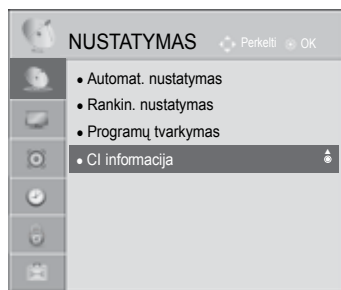 NUSTATYMAS Perkelti OK
• Automat. nustatymas
• Rankin. nustatymas
• Programų tvarkymas
• CI informacija